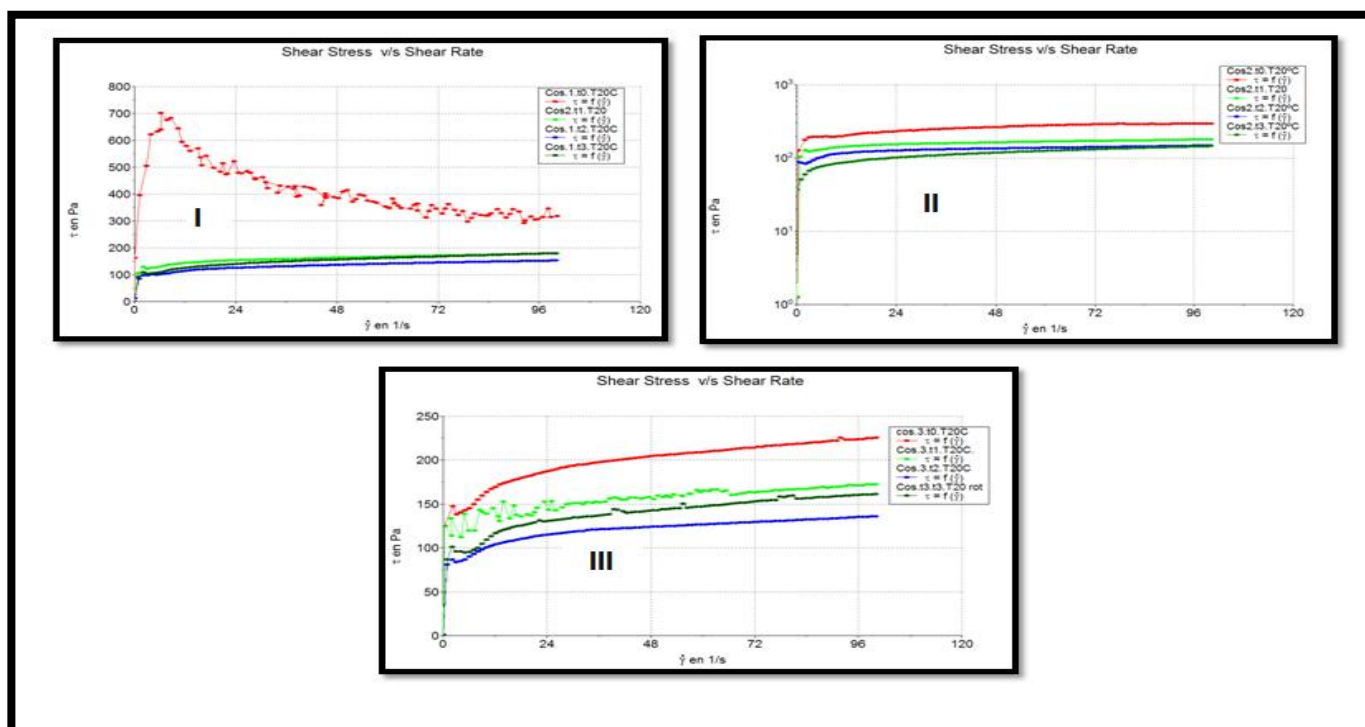 Shear Stress v/s Shear Rate
800
700
600
500
400
300
200
100
0
τ en Pa
Cos.1.t0.T20C
τ = f (γ̇)
Cos2.t1.T20
τ = f (γ̇)
Cos.1.t2.T20C
τ = f (γ̇)
Cos.1.t3.T20C
τ = f (γ̇)
I
0 24 48 72 96 120
γ̇ en 1/s
Shear Stress v/s Shear Rate
10³
10²
10¹
10⁰
τ en Pa
Cos2.t0.T20ºC
τ = f (γ̇)
Cos2.t1.T20
τ = f (γ̇)
Cos2.t2.T20ºC
τ = f (γ̇)
Cos2.t3.T20ºC
τ = f (γ̇)
II
0 24 48 72 96 120
γ̇ en 1/s
Shear Stress v/s Shear Rate
250
200
150
100
50
0
τ en Pa
cos.3.t0.T20C
τ = f (γ̇)
Cos.3.t1.T20C.
τ = f (γ̇)
Cos.3.t2.T20C
τ = f (γ̇)
Cos.t3.t3.T20 rot
τ = f (γ̇)
III
0 24 48 72 96 120
γ̇ en 1/s